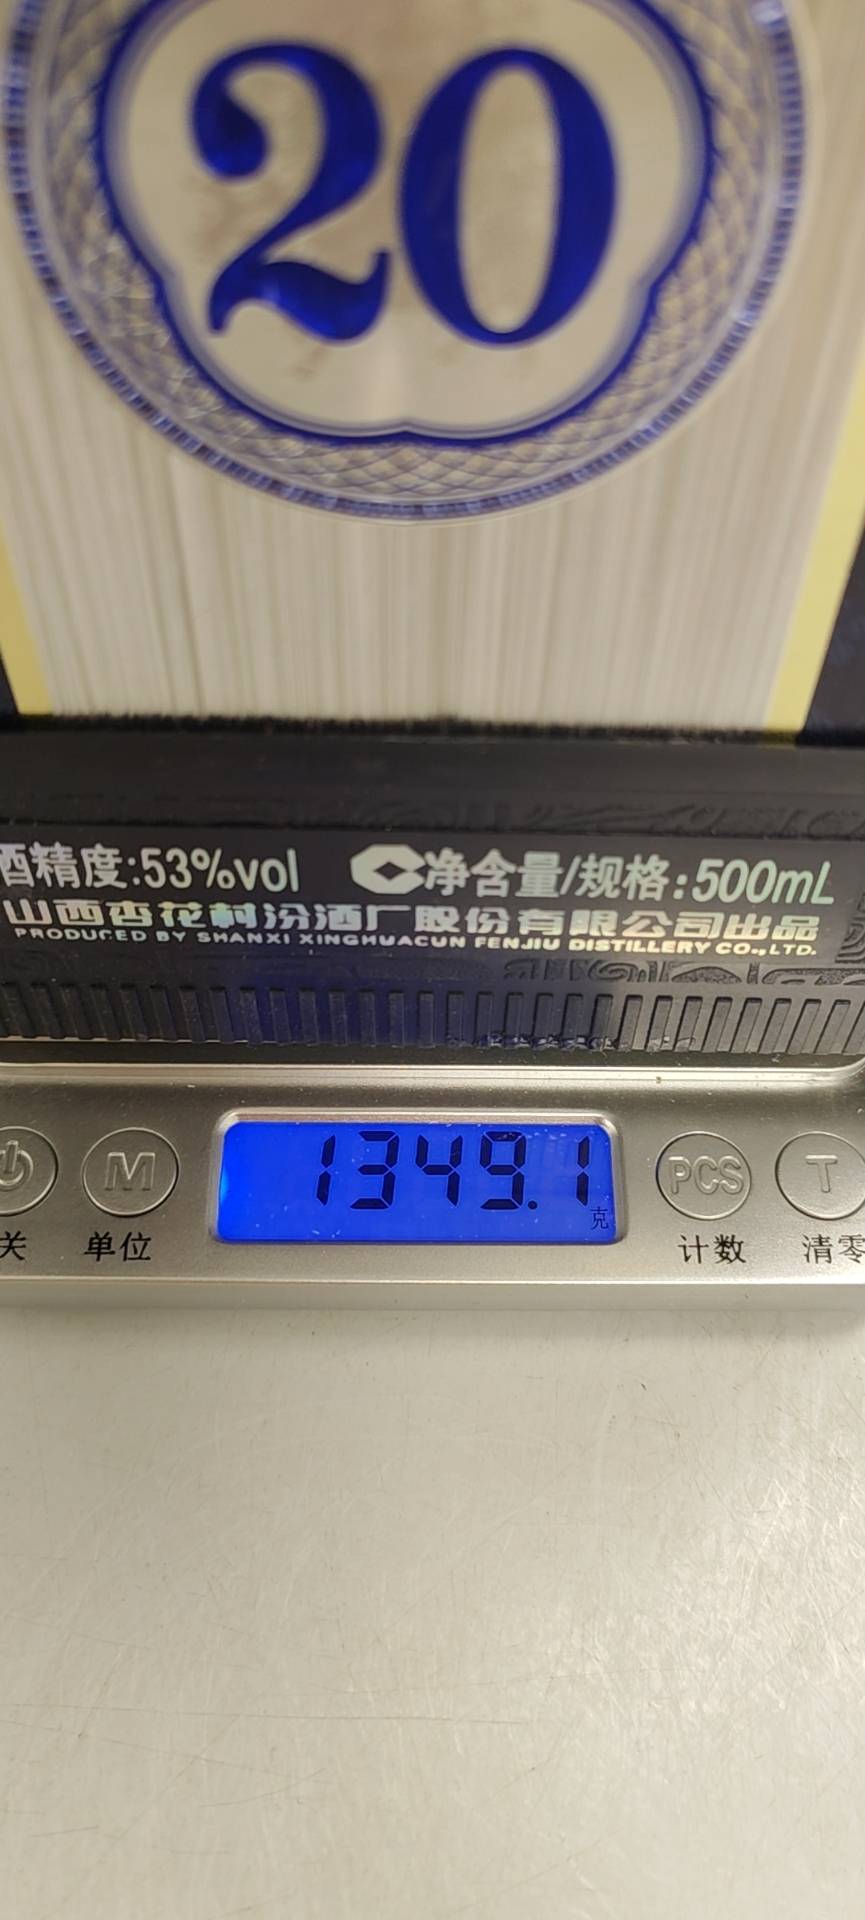 20
酒精度:53%vol 净含量/规格:500mL
山西杏花村汾酒厂股份有限公司出品
PRODUCED BY SHANXI XINGHUACUN FENJIU DISTILLERY CO.,LTD.
1349.1
克
M PCS T
关 单位 计数 清零